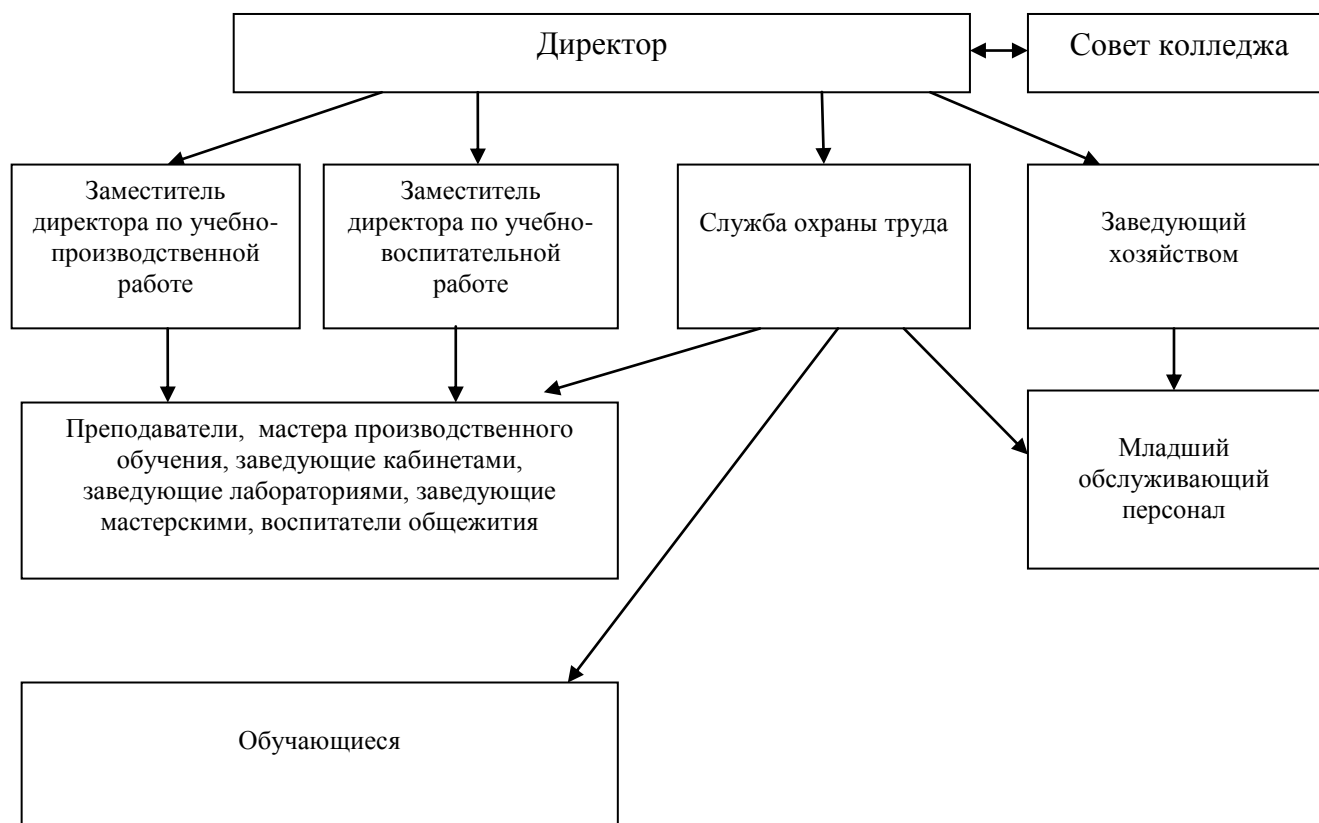 Директор
Совет колледжа
Заместитель
директора по учебно-
производственной
работе
Заместитель
директора по учебно-
воспитательной
работе
Служба охраны труда
Заведующий
хозяйством
Преподаватели, мастера производственного
обучения, заведующие кабинетами,
заведующие лабораториями, заведующие
мастерскими, воспитатели общежития
Младший
обслуживающий
персонал
Обучающиеся